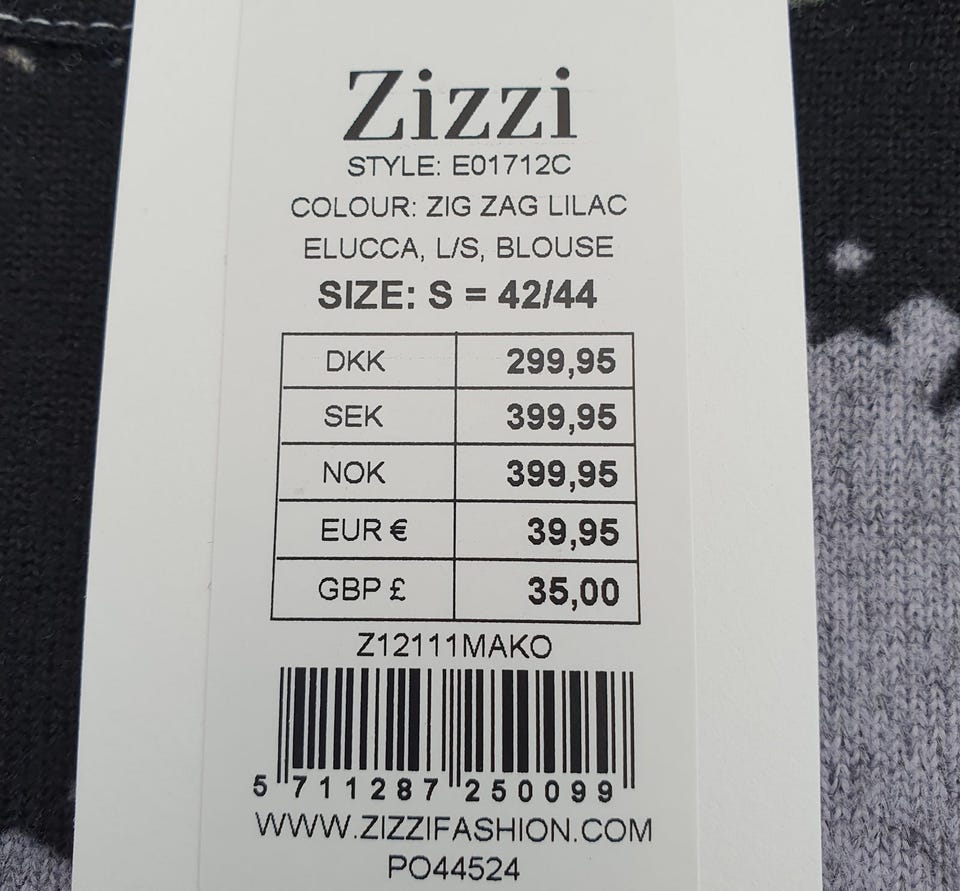 Zizzi
STYLE: E01712C
COLOUR: ZIG ZAG LILAC
ELUCCA, L/S, BLOUSE
SIZE: S = 42/44
DKK 299,95
SEK 399,95
NOK 399,95
EUR € 39,95
GBP £ 35,00
Z12111MAKO
5 711287 250099
WWW.ZIZZIFASHION.COM
PO44524